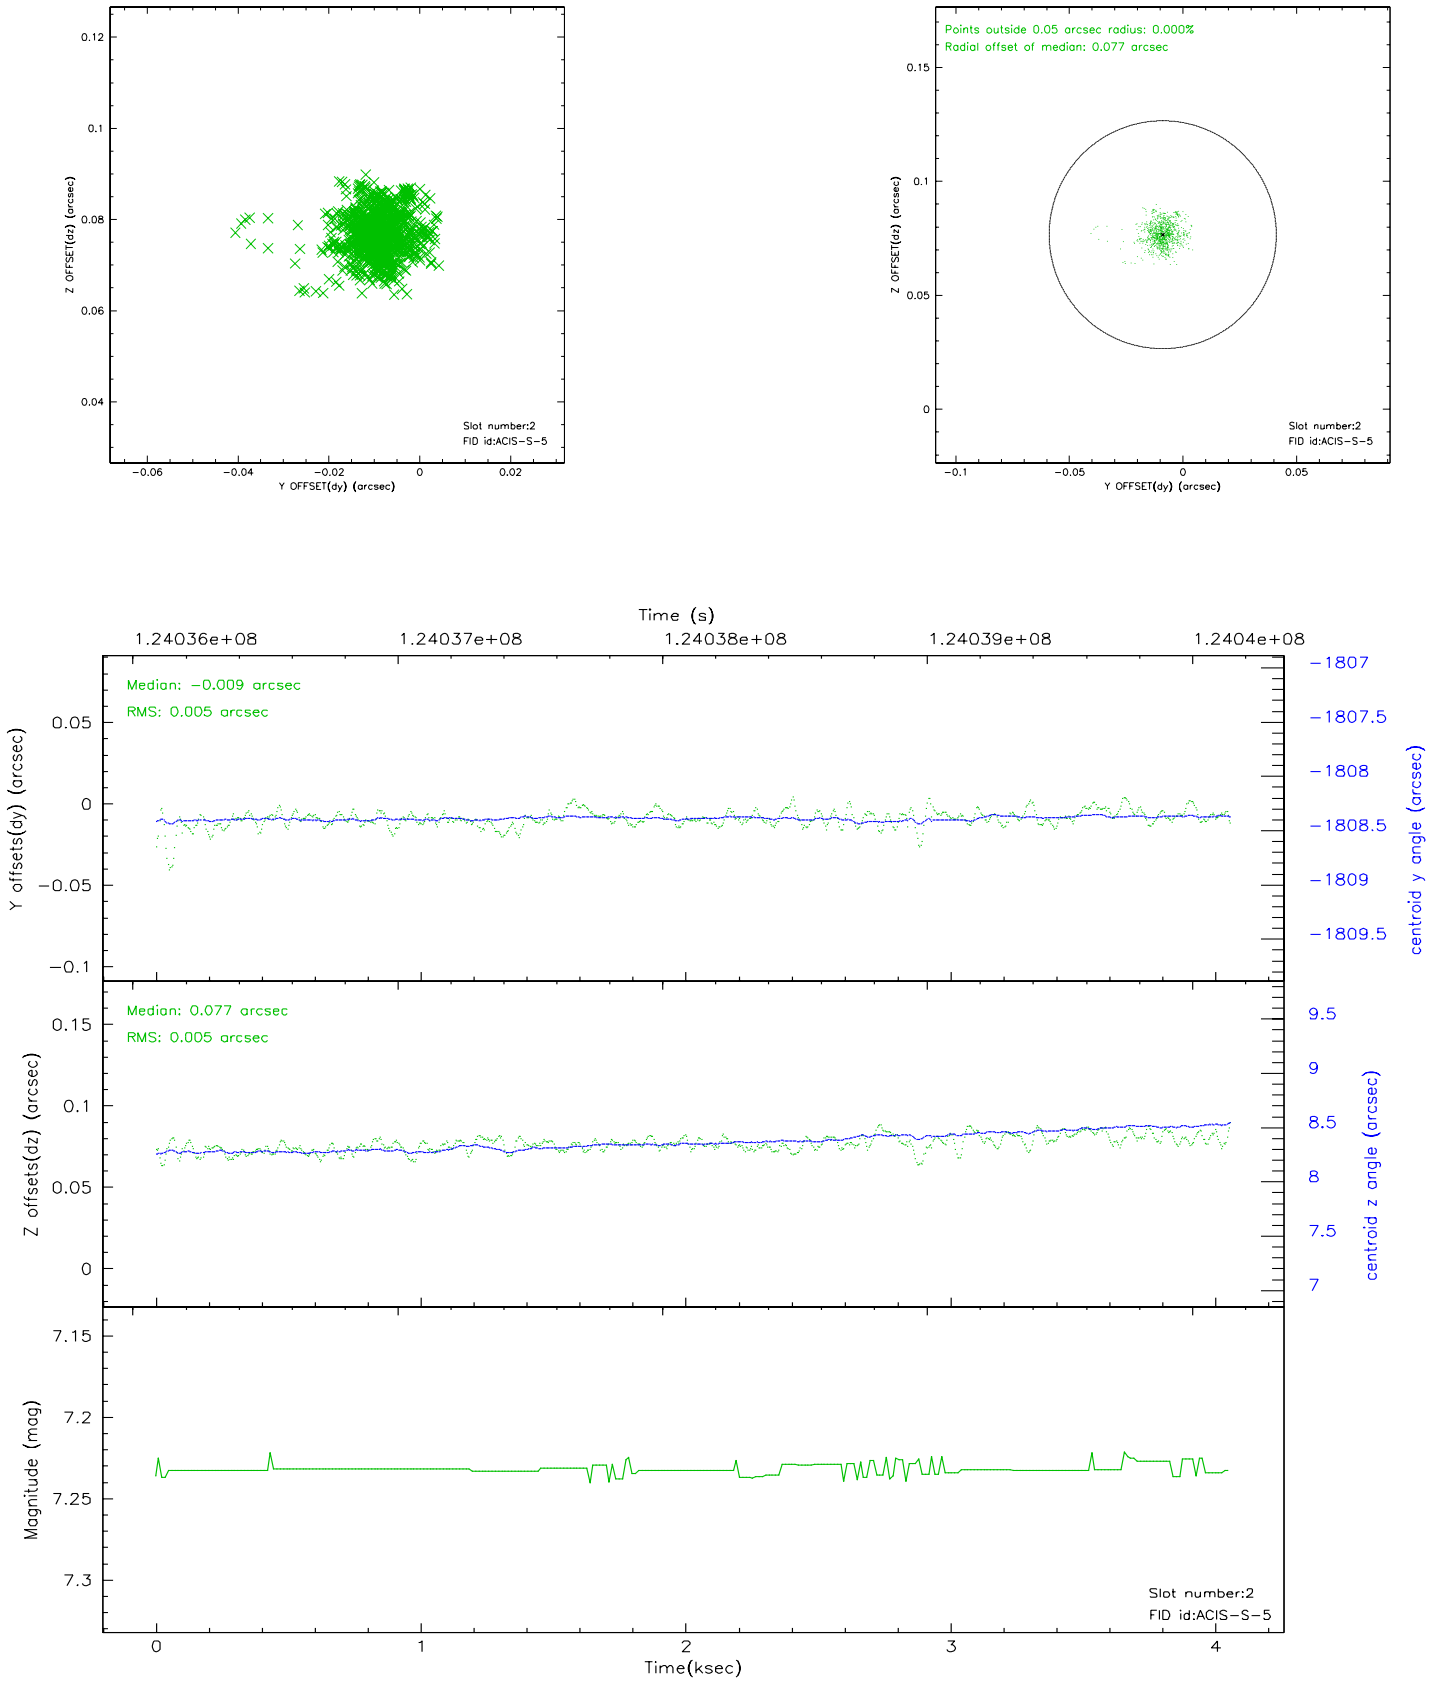 0.12
0.1
0.08
0.06
0.04
Z OFFSET(dz) (arcsec)
Slot number:2
FID id:ACIS-S-5
-0.06
-0.04
-0.02
0
0.02
Y OFFSET(dy) (arcsec)
Points outside 0.05 arcsec radius: 0.000%
Radial offset of median: 0.077 arcsec
0.15
0.1
0.05
0
Z OFFSET(dz) (arcsec)
Slot number:2
FID id:ACIS-S-5
-0.1
-0.05
0
0.05
Y OFFSET(dy) (arcsec)
Time (s)
1.24036e+08
1.24037e+08
1.24038e+08
1.24039e+08
1.2404e+08
Median: -0.009 arcsec
RMS: 0.005 arcsec
0.05
0
-0.05
-0.1
Y offsets(dy) (arcsec)
-1807
-1807.5
-1808
-1808.5
-1809
-1809.5
centroid y angle (arcsec)
Median: 0.077 arcsec
RMS: 0.005 arcsec
0.15
0.1
0.05
0
Z offsets(dz) (arcsec)
9.5
9
8.5
8
7.5
7
centroid z angle (arcsec)
7.15
7.2
7.25
7.3
Magnitude (mag)
Slot number:2
FID id:ACIS-S-5
0
1
2
3
4
Time(ksec)